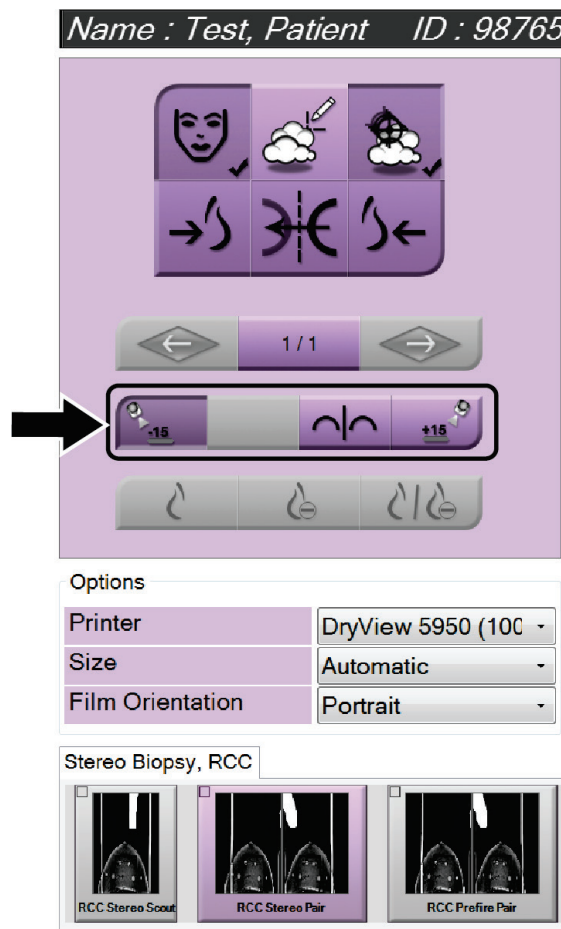 Name : Test, Patient ID : 98765
1 / 1
-15
+15
Options
Printer
DryView 5950 (100
Size
Automatic
Film Orientation
Portrait
Stereo Biopsy, RCC
RCC Stereo Scout
RCC Stereo Pair
RCC Prefire Pair